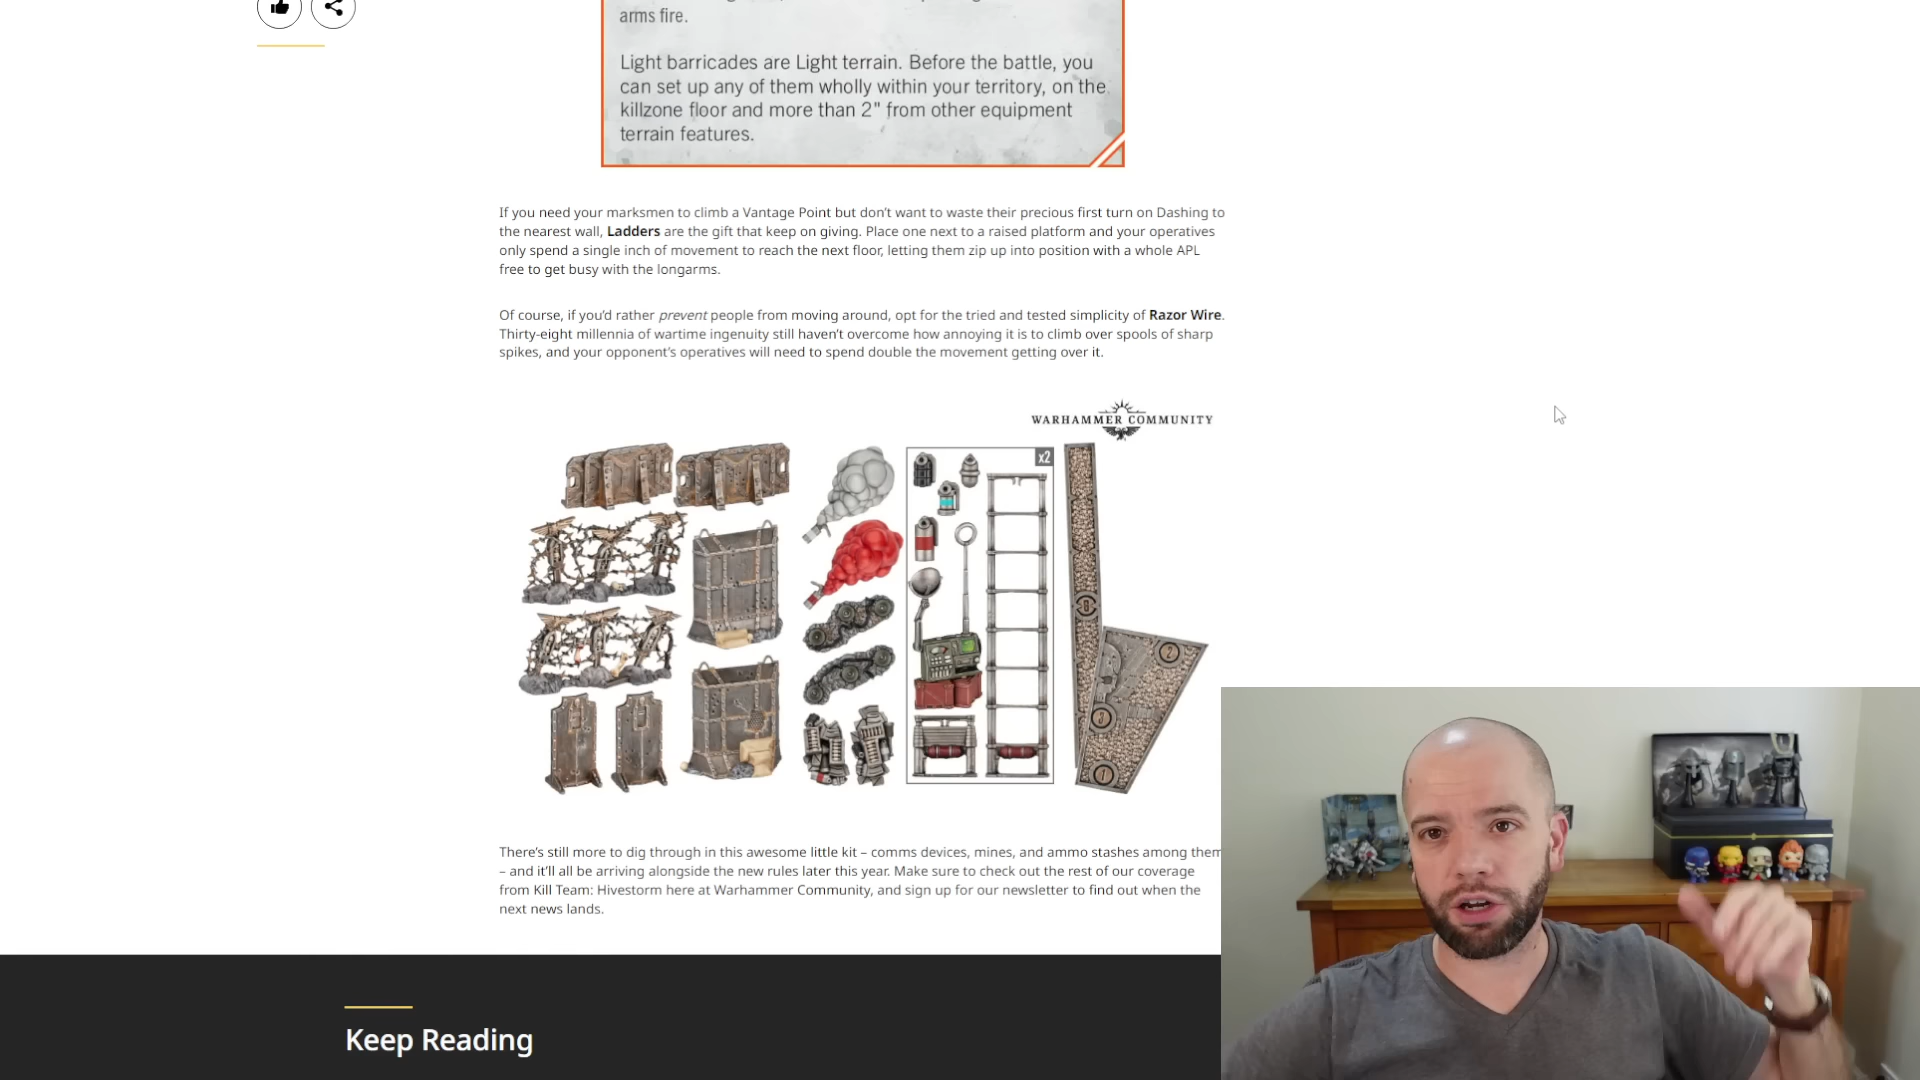 arms fire.
Light barricades are Light terrain. Before the battle, you
can set up any of them wholly within your territory, on the
killzone floor and more than 2" from other equipment
terrain features.
If you need your marksmen to climb a Vantage Point but don’t want to waste their precious first turn on Dashing to
the nearest wall, Ladders are the gift that keep on giving. Place one next to a raised platform and your operatives
only spend a single inch of movement to reach the next floor, letting them zip up into position with a whole APL
free to get busy with the longarms.
Of course, if you’d rather prevent people from moving around, opt for the tried and tested simplicity of Razor Wire.
Thirty-eight millennia of wartime ingenuity still haven’t overcome how annoying it is to climb over spools of sharp
spikes, and your opponent’s operatives will need to spend double the movement getting over it.
WARHAMMER COMMUNITY
x2
6
2
3
1
There’s still more to dig through in this awesome little kit – comms devices, mines, and ammo stashes among them
– and it’ll all be arriving alongside the new rules later this year. Make sure to check out the rest of our coverage
from Kill Team: Hivestorm here at Warhammer Community, and sign up for our newsletter to find out when the
next news lands.
Keep Reading